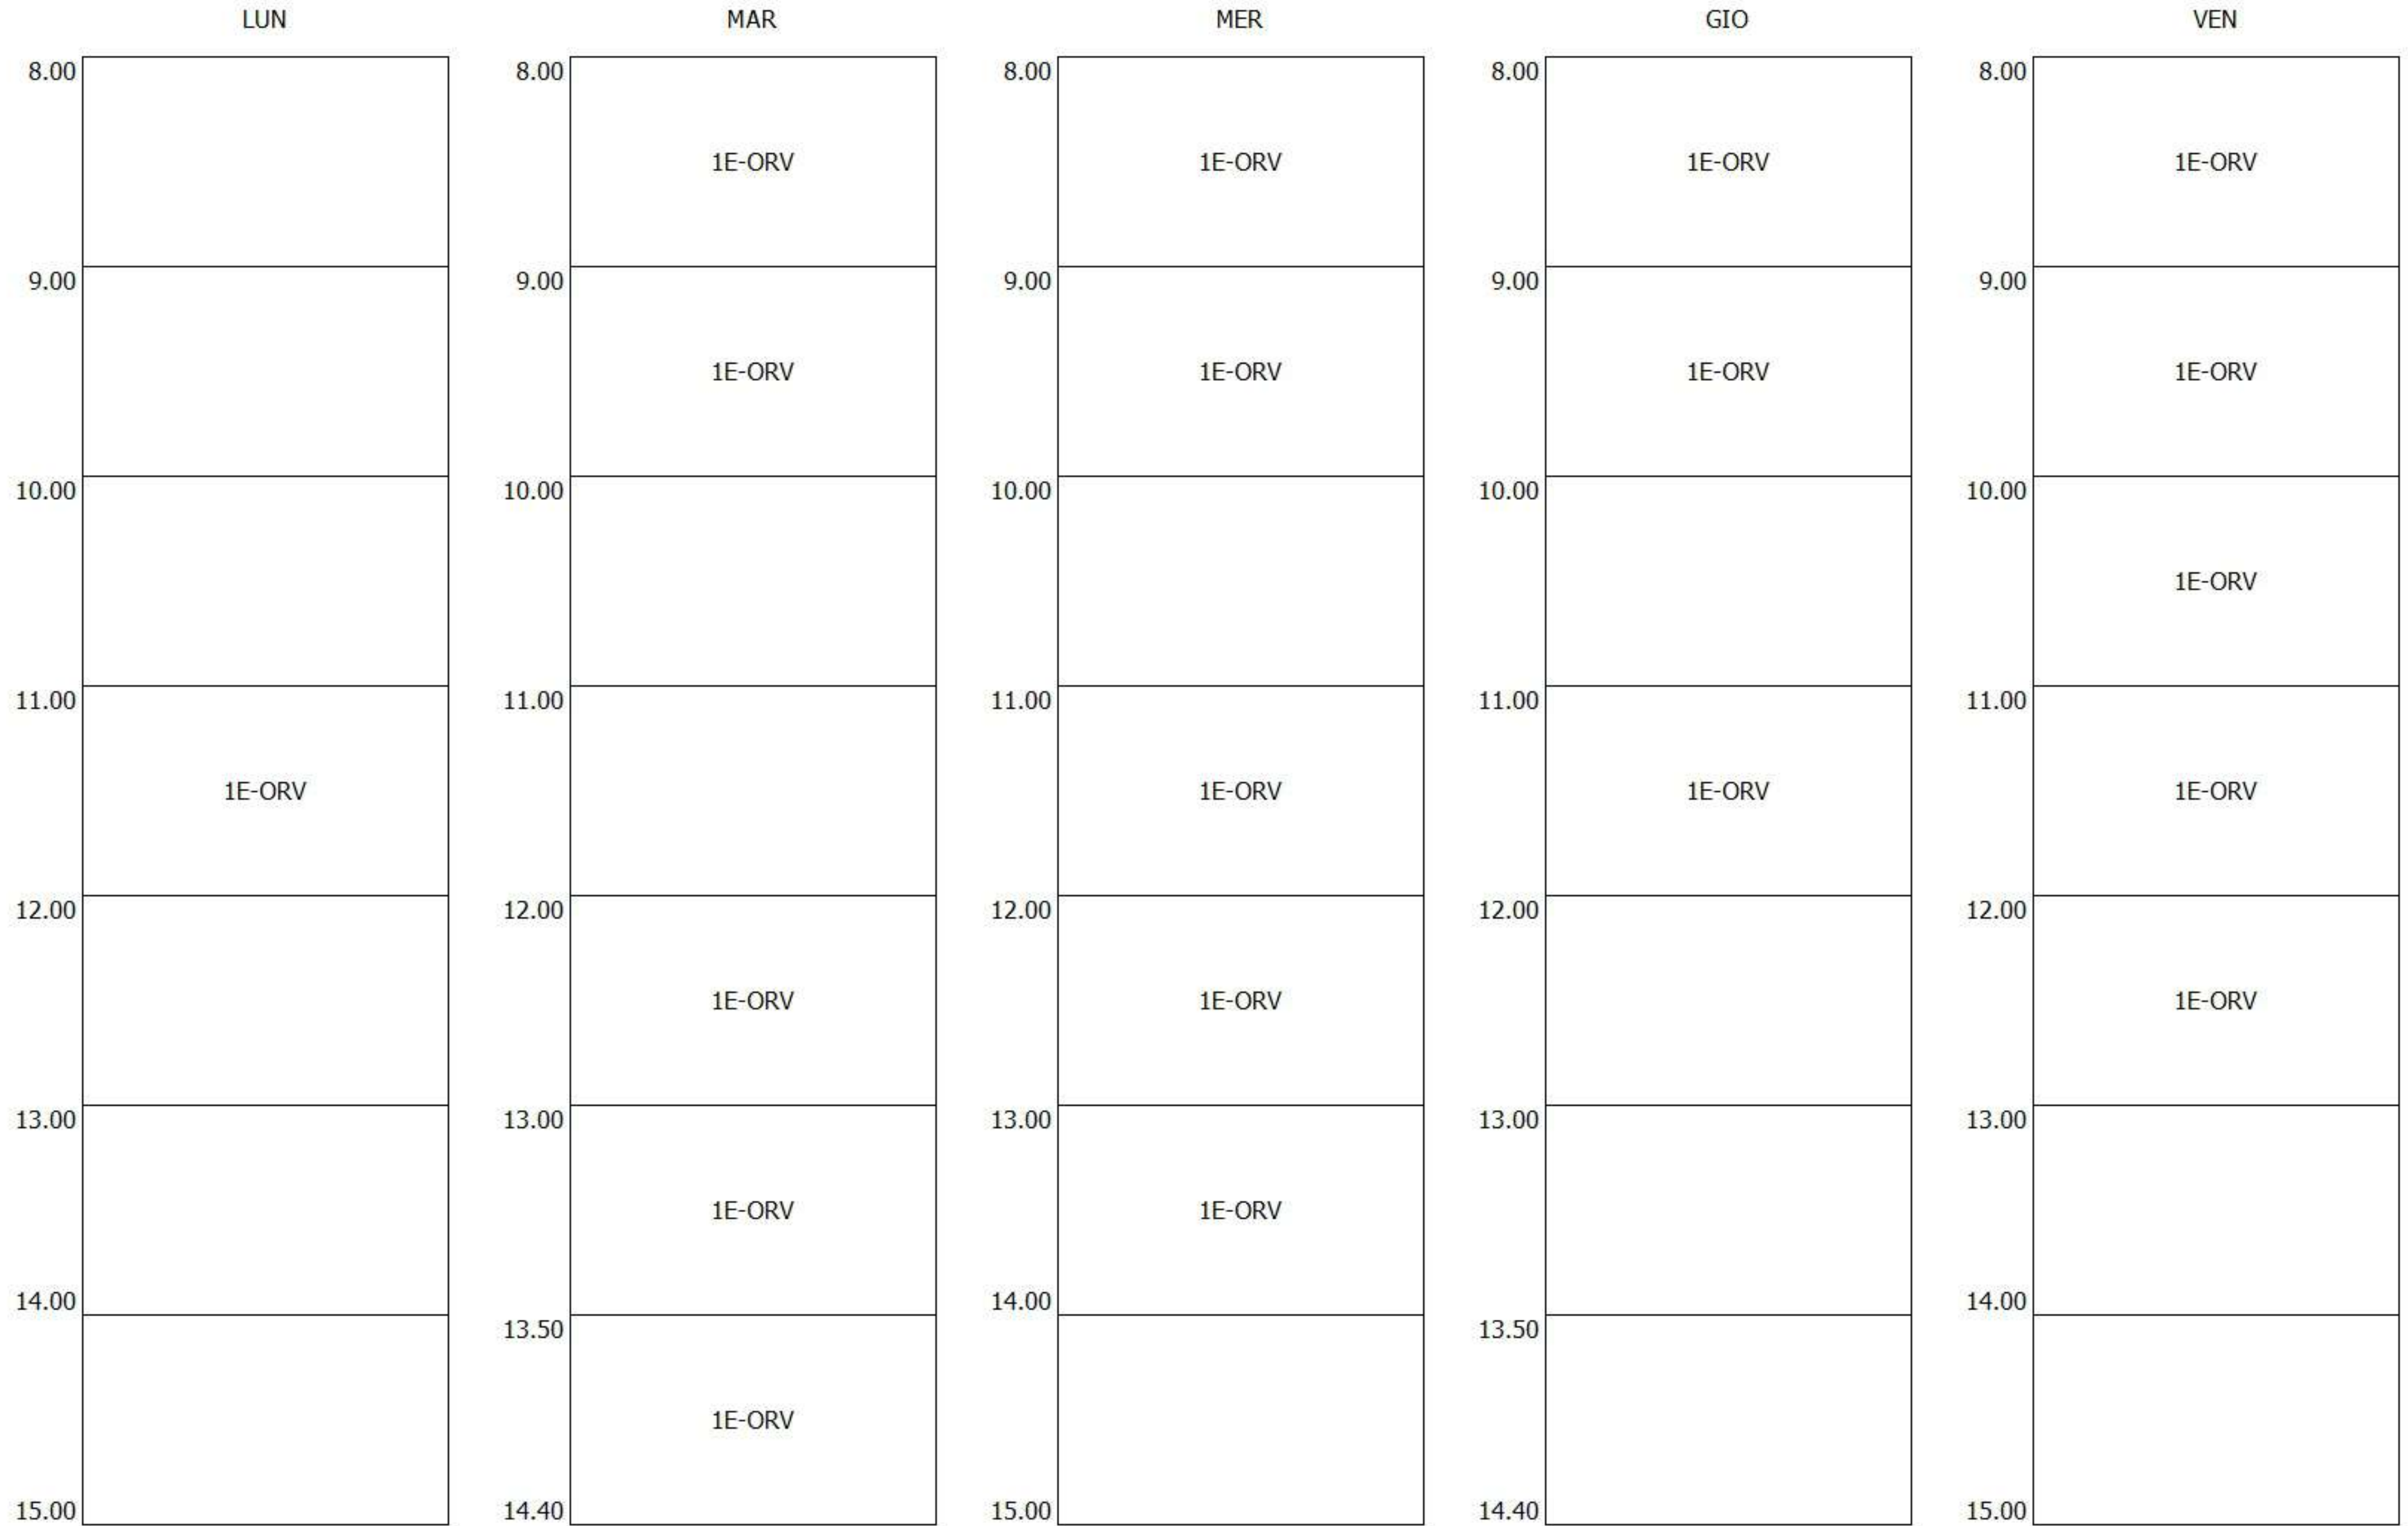 LUN MAR MER GIO VEN
8.00 8.00 8.00 8.00 8.00
1E-ORV 1E-ORV 1E-ORV 1E-ORV
9.00 9.00 9.00 9.00 9.00
1E-ORV 1E-ORV 1E-ORV 1E-ORV
10.00 10.00 10.00 10.00 10.00
1E-ORV
11.00 11.00 11.00 11.00 11.00
1E-ORV 1E-ORV 1E-ORV 1E-ORV
12.00 12.00 12.00 12.00 12.00
1E-ORV 1E-ORV 1E-ORV
13.00 13.00 13.00 13.00 13.00
1E-ORV 1E-ORV
14.00 14.00 14.00
13.50 13.50
1E-ORV
15.00 14.40 15.00 14.40 15.00